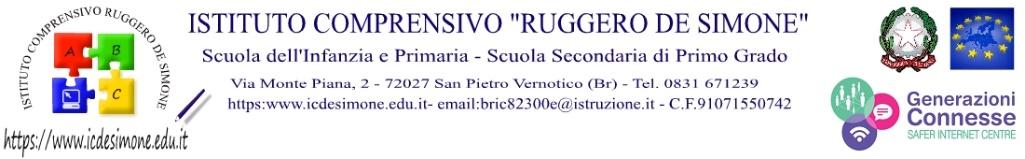 ISTITUTO COMPRENSIVO RUGGERO DE SIMONE
A B
C
https://www.icdesimone.edu.it
ISTITUTO COMPRENSIVO "RUGGERO DE SIMONE"
Scuola dell'Infanzia e Primaria - Scuola Secondaria di Primo Grado
Via Monte Piana, 2 - 72027 San Pietro Vernotico (Br) - Tel. 0831 671239
https:www.icdesimone.edu.it- email:bric82300e@istruzione.it - C.F.91071550742
Generazioni
Connesse
SAFER INTERNET CENTRE